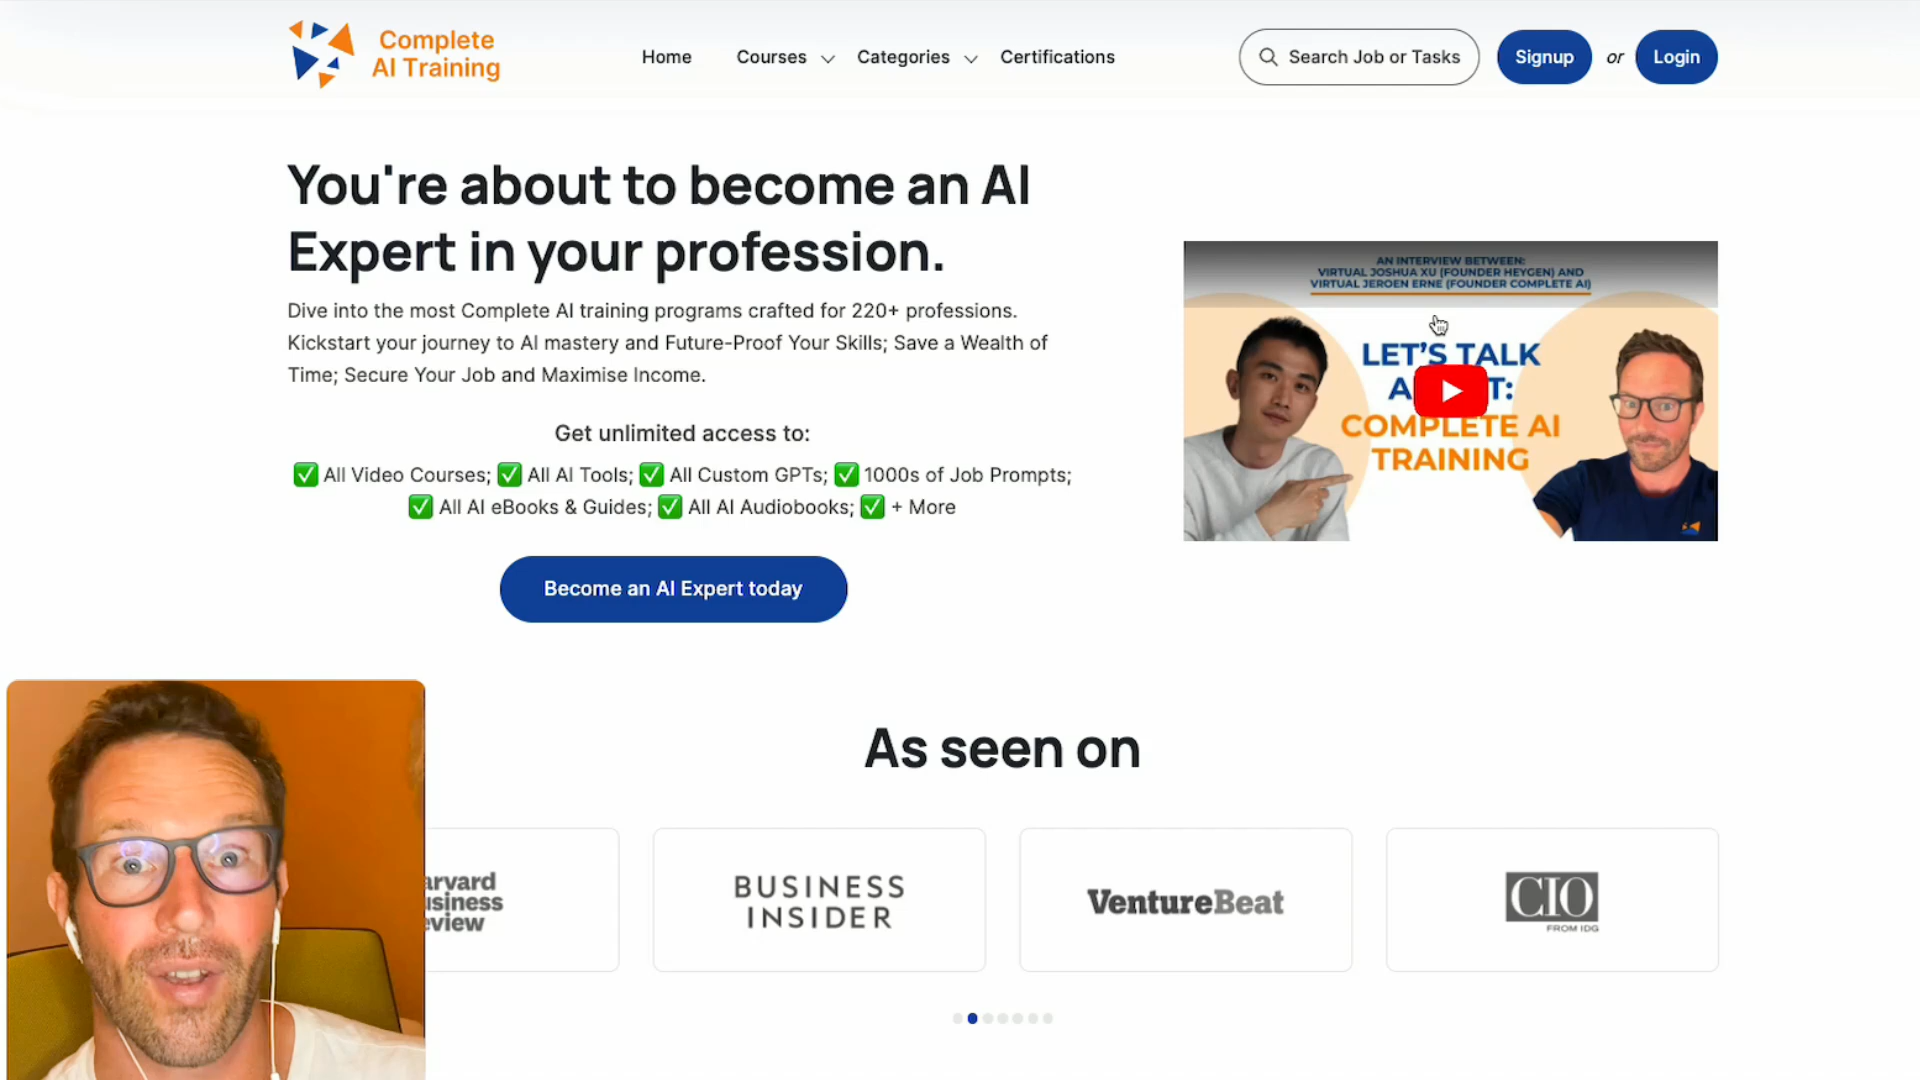 Complete
AI Training
Home
Courses
Categories
Certifications
Search Job or Tasks
Signup
or
Login
You're about to become an AI
Expert in your profession.
Dive into the most Complete AI training programs crafted for 220+ professions.
Kickstart your journey to AI mastery and Future-Proof Your Skills; Save a Wealth of
Time; Secure Your Job and Maximise Income.
Get unlimited access to:
✅ All Video Courses; ✅ All AI Tools; ✅ All Custom GPTs; ✅ 1000s of Job Prompts;
✅ All AI eBooks & Guides; ✅ All AI Audiobooks; ✅ + More
Become an AI Expert today
AN INTERVIEW BETWEEN:
VIRTUAL JOSHUA XU (FOUNDER HEYGEN) AND
VIRTUAL JEROEN ERNE (FOUNDER COMPLETE AI)
LET'S TALK
COMPLETE AI
TRAINING
As seen on
BUSINESS
INSIDER
VentureBeat
CIO
FROM IDG